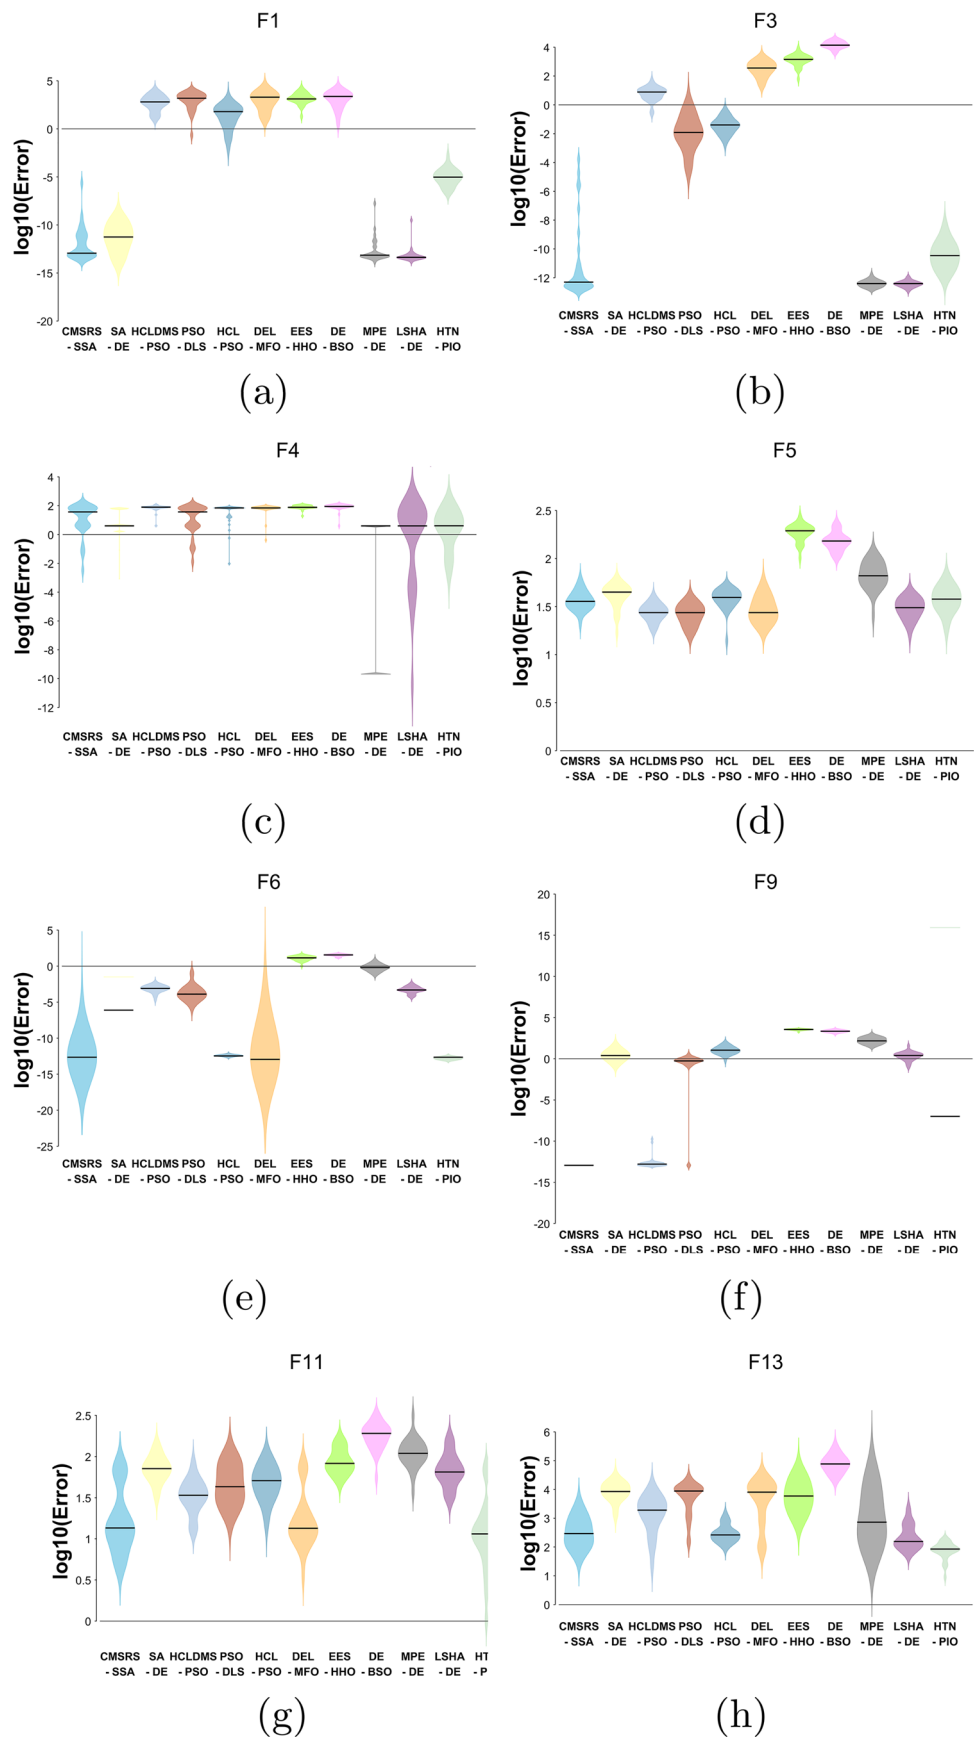 F1
log10(Error)
5
0
-5
-10
-15
-20
CMSRS SA HCLDMS PSO HCL DEL EES DE MPE LSHA HTN
- SSA - DE - PSO - DLS - PSO - MFO - HHO - BSO - DE - DE - PIO
(a)
F3
log10(Error)
4
2
0
-2
-4
-6
-8
-10
-12
CMSRS SA HCLDMS PSO HCL DEL EES DE MPE LSHA HTN
- SSA - DE - PSO - DLS - PSO - MFO - HHO - BSO - DE - DE - PIO
(b)
F4
log10(Error)
4
2
0
-2
-4
-6
-8
-10
-12
CMSRS SA HCLDMS PSO HCL DEL EES DE MPE LSHA HTN
- SSA - DE - PSO - DLS - PSO - MFO - HHO - BSO - DE - DE - PIO
(c)
F5
log10(Error)
2.5
2
1.5
1
0.5
0
CMSRS SA HCLDMS PSO HCL DEL EES DE MPE LSHA HTN
- SSA - DE - PSO - DLS - PSO - MFO - HHO - BSO - DE - DE - PIO
(d)
F6
log10(Error)
5
0
-5
-10
-15
-20
-25
CMSRS SA HCLDMS PSO HCL DEL EES DE MPE LSHA HTN
- SSA - DE - PSO - DLS - PSO - MFO - HHO - BSO - DE - DE - PIO
(e)
F9
log10(Error)
20
15
10
5
0
-5
-10
-15
-20
CMSRS SA HCLDMS PSO HCL DEL EES DE MPE LSHA HTN
- SSA - DE - PSO - DLS - PSO - MFO - HHO - BSO - DE - DE - PIO
(f)
F11
log10(Error)
2.5
2
1.5
1
0.5
0
CMSRS SA HCLDMS PSO HCL DEL EES DE MPE LSHA HT
- SSA - DE - PSO - DLS - PSO - MFO - HHO - BSO - DE - DE - P
(g)
F13
log10(Error)
6
5
4
3
2
1
0
CMSRS SA HCLDMS PSO HCL DEL EES DE MPE LSHA HTN
- SSA - DE - PSO - DLS - PSO - MFO - HHO - BSO - DE - DE - PIO
(h)